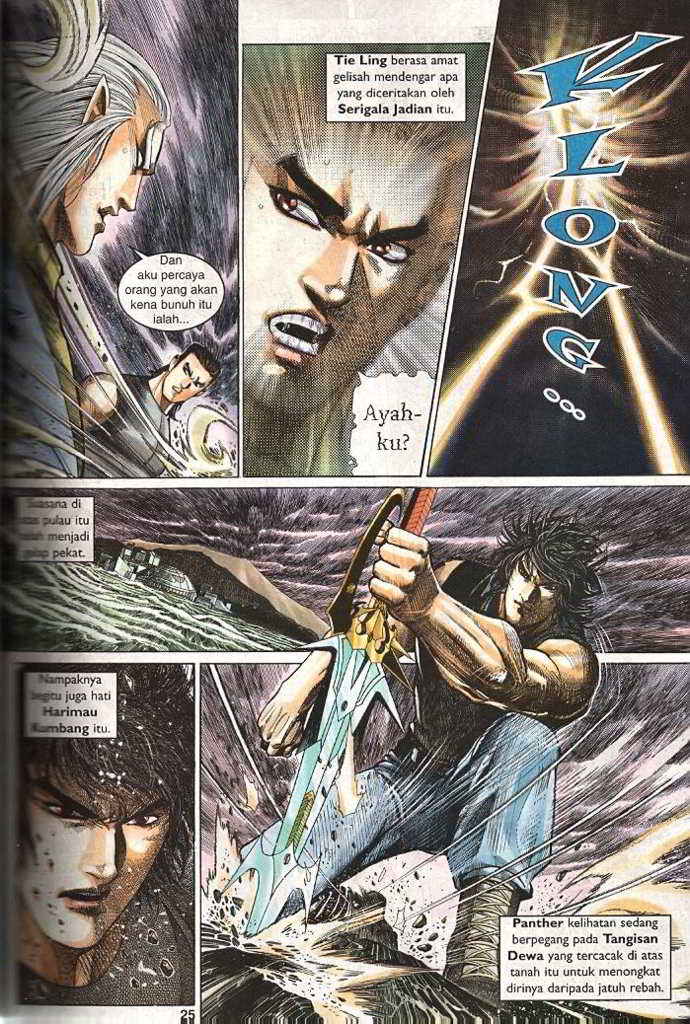 Dan
aku percaya
orang yang akan
kena bunuh itu
ialah...
Tie Ling berasa amat
gelisah mendengar apa
yang diceritakan oleh
Serigala Jadian itu.
Ayah-
ku?
KLONG...
Suasana di
atas pulau itu
telah menjadi
gelap pekat.
Nampaknya
begitu juga hati
Harimau
Kumbang itu.
Panther kelihatan sedang
berpegang pada Tangisan
Dewa yang tercacak di atas
tanah itu untuk menongkat
dirinya daripada jatuh rebah.
25